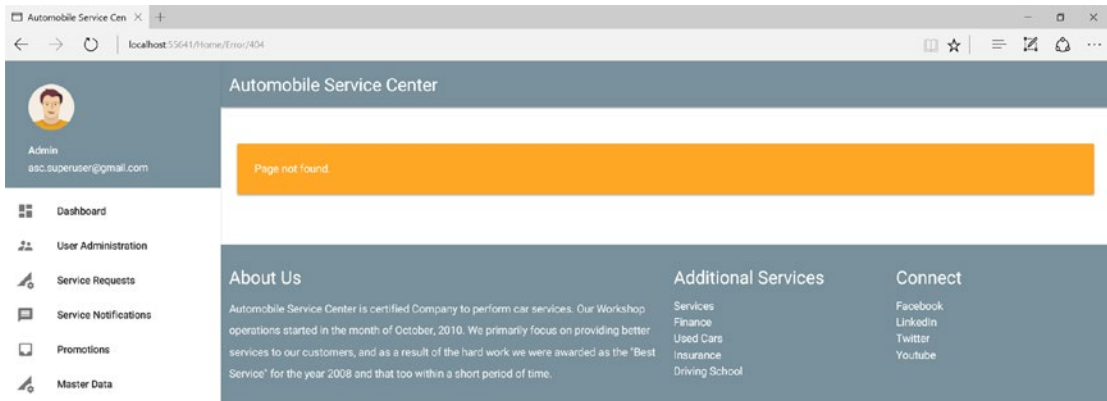 Automobile Service Cen
localhost:55641/Home/Error/404
Automobile Service Center
Admin
asc.superuser@gmail.com
Dashboard
User Administration
Service Requests
Service Notifications
Promotions
Master Data
Page not found.
About Us
Automobile Service Center is certified Company to perform car services. Our Workshop
operations started in the month of October, 2010. We primarily focus on providing better
services to our customers, and as a result of the hard work we were awarded as the "Best
Service" for the year 2008 and that too within a short period of time.
Additional Services
Services
Finance
Used Cars
Insurance
Driving School
Connect
Facebook
LinkedIn
Twitter
Youtube